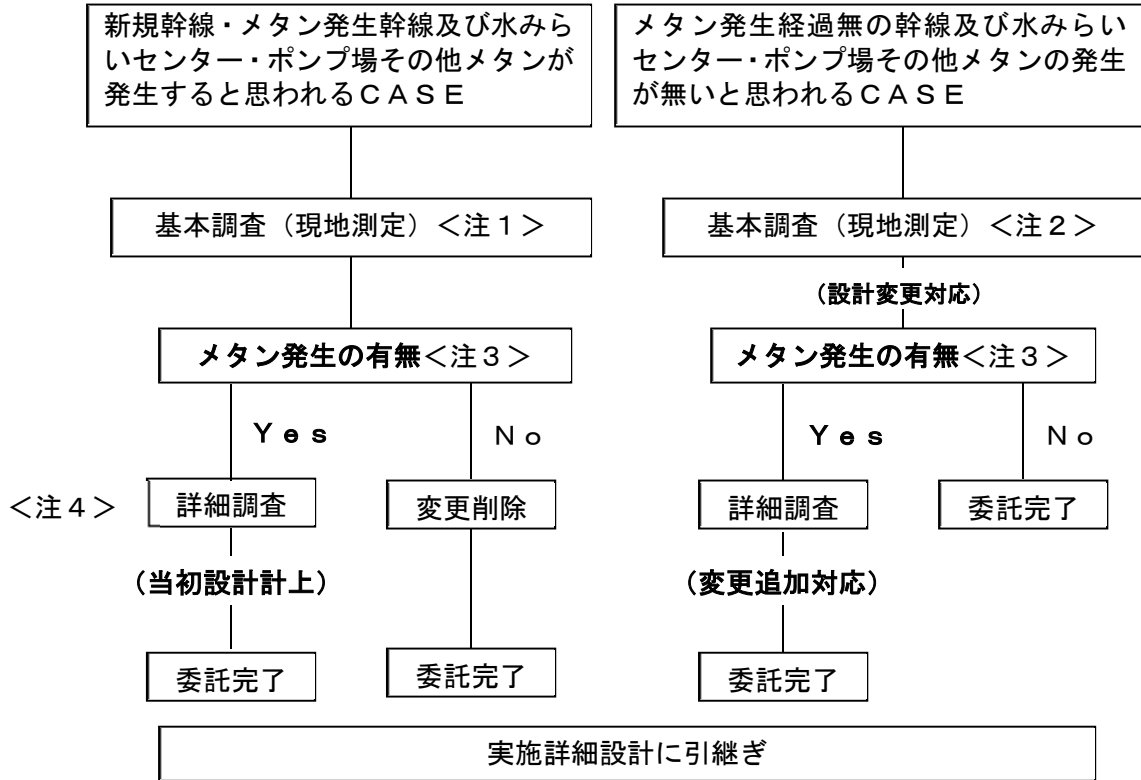 新規幹線・メタン発生幹線及び水みら
いセンター・ポンプ場その他メタンが
発生すると思われるＣＡＳＥ
メタン発生経過無の幹線及び水みらい
センター・ポンプ場その他メタンの発生
が無いと思われるＣＡＳＥ
基本調査（現地測定）＜注１＞
基本調査（現地測定）＜注２＞
（設計変更対応）
メタン発生の有無＜注３＞
メタン発生の有無＜注３＞
Ｙｅｓ
Ｎｏ
Ｙｅｓ
Ｎｏ
＜注４＞
詳細調査
変更削除
詳細調査
委託完了
（当初設計計上）
（変更追加対応）
委託完了
委託完了
委託完了
実施詳細設計に引継ぎ